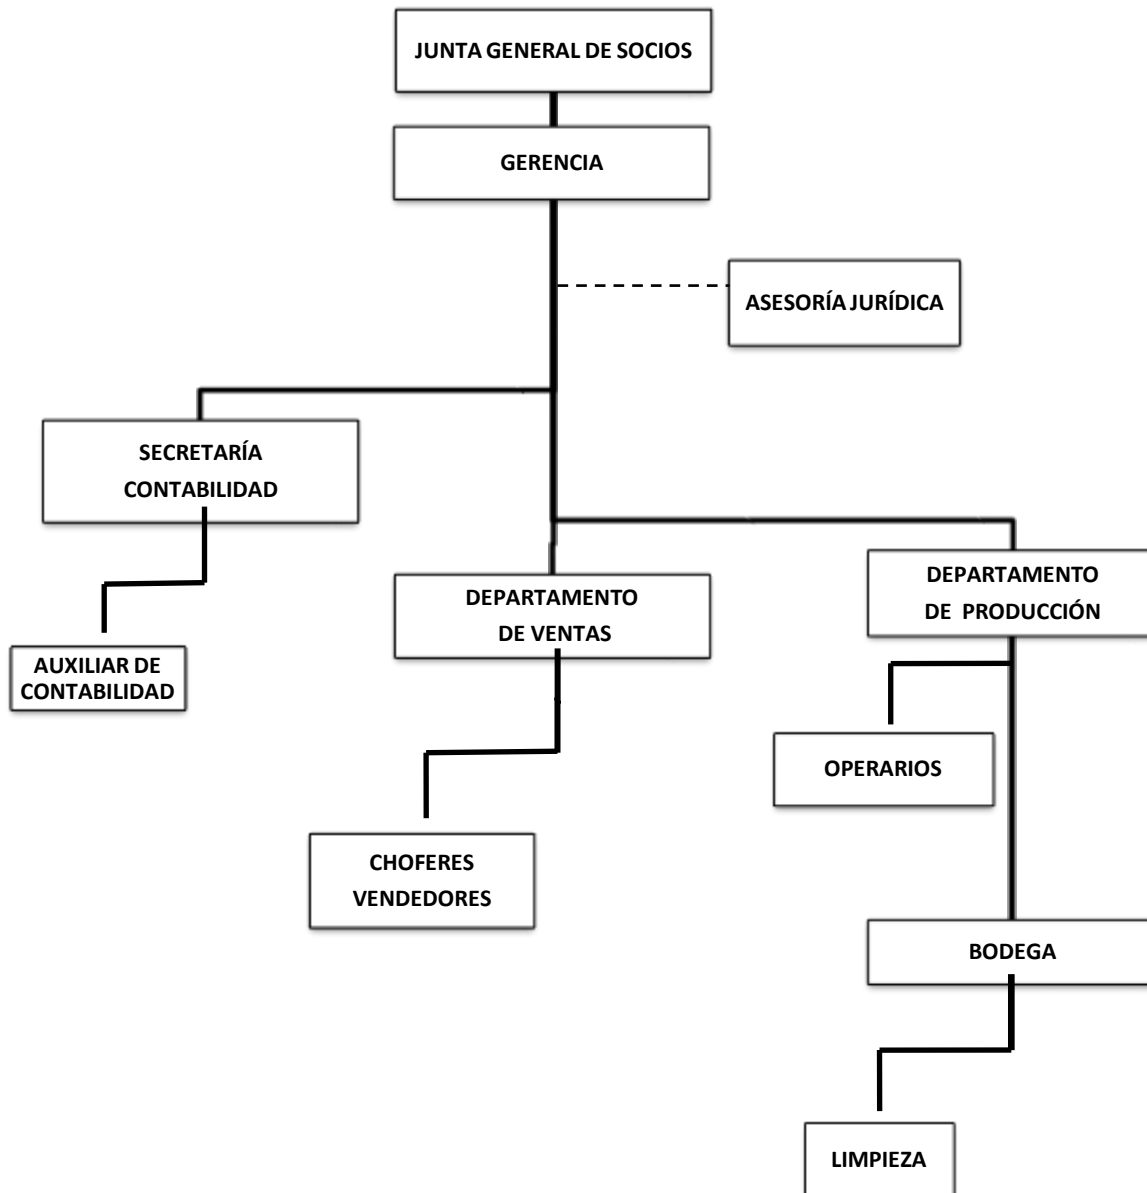 JUNTA GENERAL DE SOCIOS
GERENCIA
ASESORÍA JURÍDICA
SECRETARÍA
CONTABILIDAD
DEPARTAMENTO
DE VENTAS
DEPARTAMENTO
DE PRODUCCIÓN
AUXILIAR DE
CONTABILIDAD
OPERARIOS
CHOFERES
VENDEDORES
BODEGA
LIMPIEZA